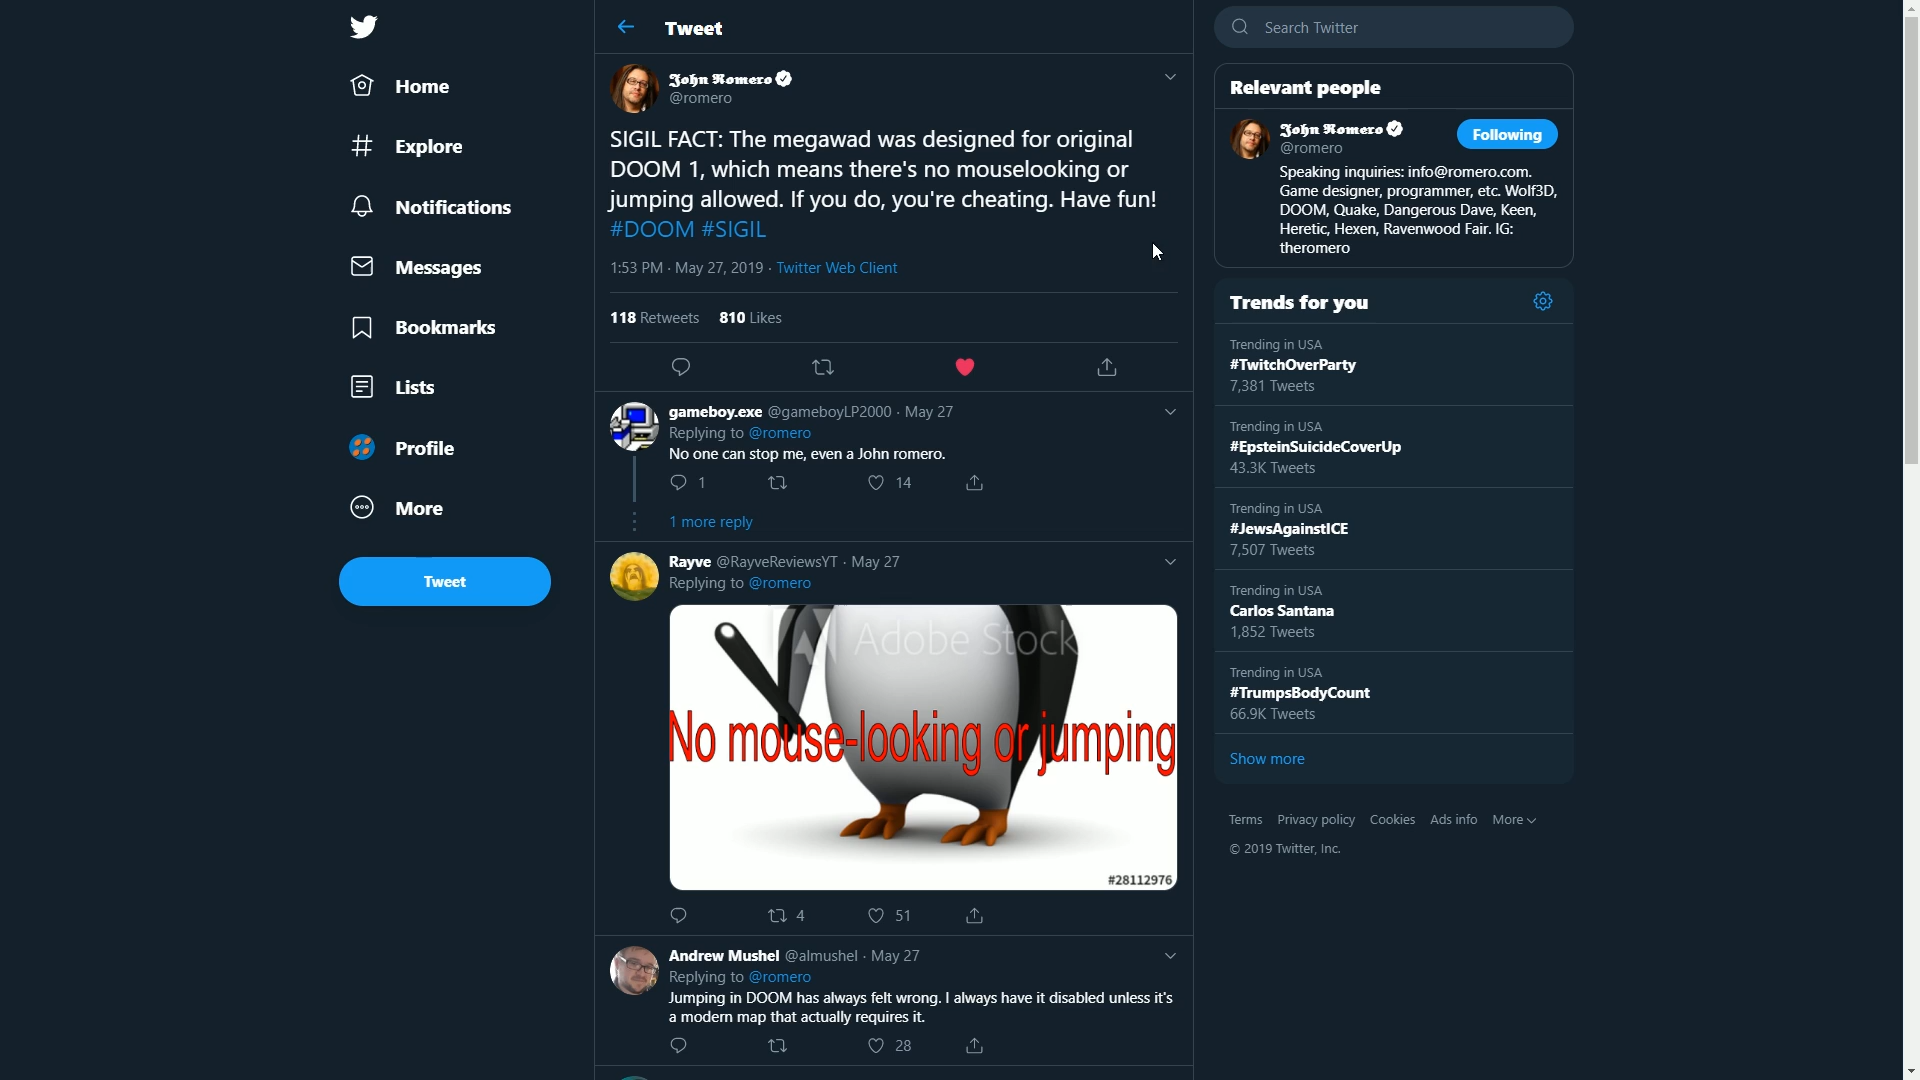 Home
Explore
Notifications
Messages
Bookmarks
Lists
Profile
More
Tweet
Tweet
John Romero
@romero
SIGIL FACT: The megawad was designed for original
DOOM 1, which means there's no mouselooking or
jumping allowed. If you do, you're cheating. Have fun!
#DOOM #SIGIL
1:53 PM · May 27, 2019 · Twitter Web Client
118 Retweets 810 Likes
gameboy.exe @gameboyLP2000 · May 27
Replying to @romero
No one can stop me, even a John romero.
1 14
1 more reply
Rayve @RayveReviewsYT · May 27
Replying to @romero
Adobe Stock
No mouse-looking or jumping
#28112976
4 51
Andrew Mushel @almushel · May 27
Replying to @romero
Jumping in DOOM has always felt wrong. I always have it disabled unless it's
a modern map that actually requires it.
28
Search Twitter
Relevant people
John Romero
@romero
Following
Speaking inquiries: info@romero.com.
Game designer, programmer, etc. Wolf3D,
DOOM, Quake, Dangerous Dave, Keen,
Heretic, Hexen, Ravenwood Fair. IG:
theromero
Trends for you
Trending in USA
#TwitchOverParty
7,381 Tweets
Trending in USA
#EpsteinSuicideCoverUp
43.3K Tweets
Trending in USA
#JewsAgainstICE
7,507 Tweets
Trending in USA
Carlos Santana
1,852 Tweets
Trending in USA
#TrumpsBodyCount
66.9K Tweets
Show more
Terms Privacy policy Cookies Ads info More
© 2019 Twitter, Inc.